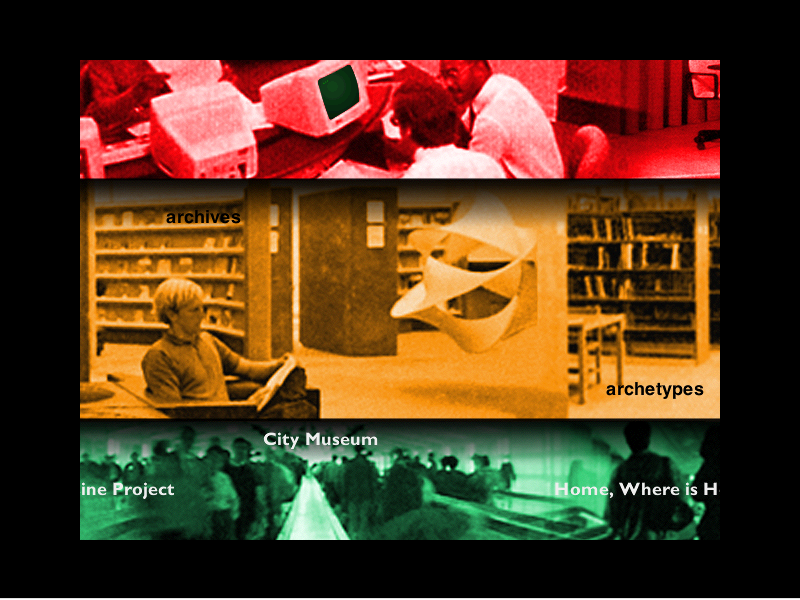 archives
archetypes
City Museum
ine Project
Home, Where is H